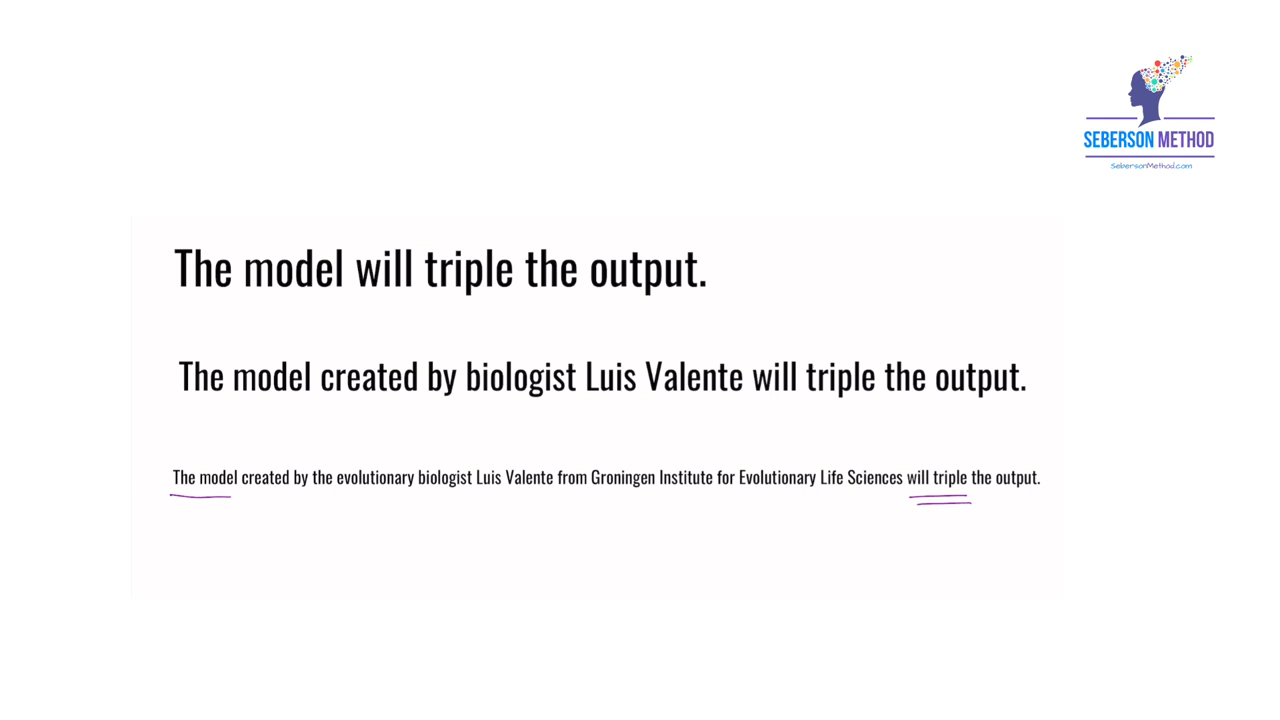 SEBERSON METHOD
SebersonMethod.com
The model will triple the output.
The model created by biologist Luis Valente will triple the output.
The model created by the evolutionary biologist Luis Valente from Groningen Institute for Evolutionary Life Sciences will triple the output.